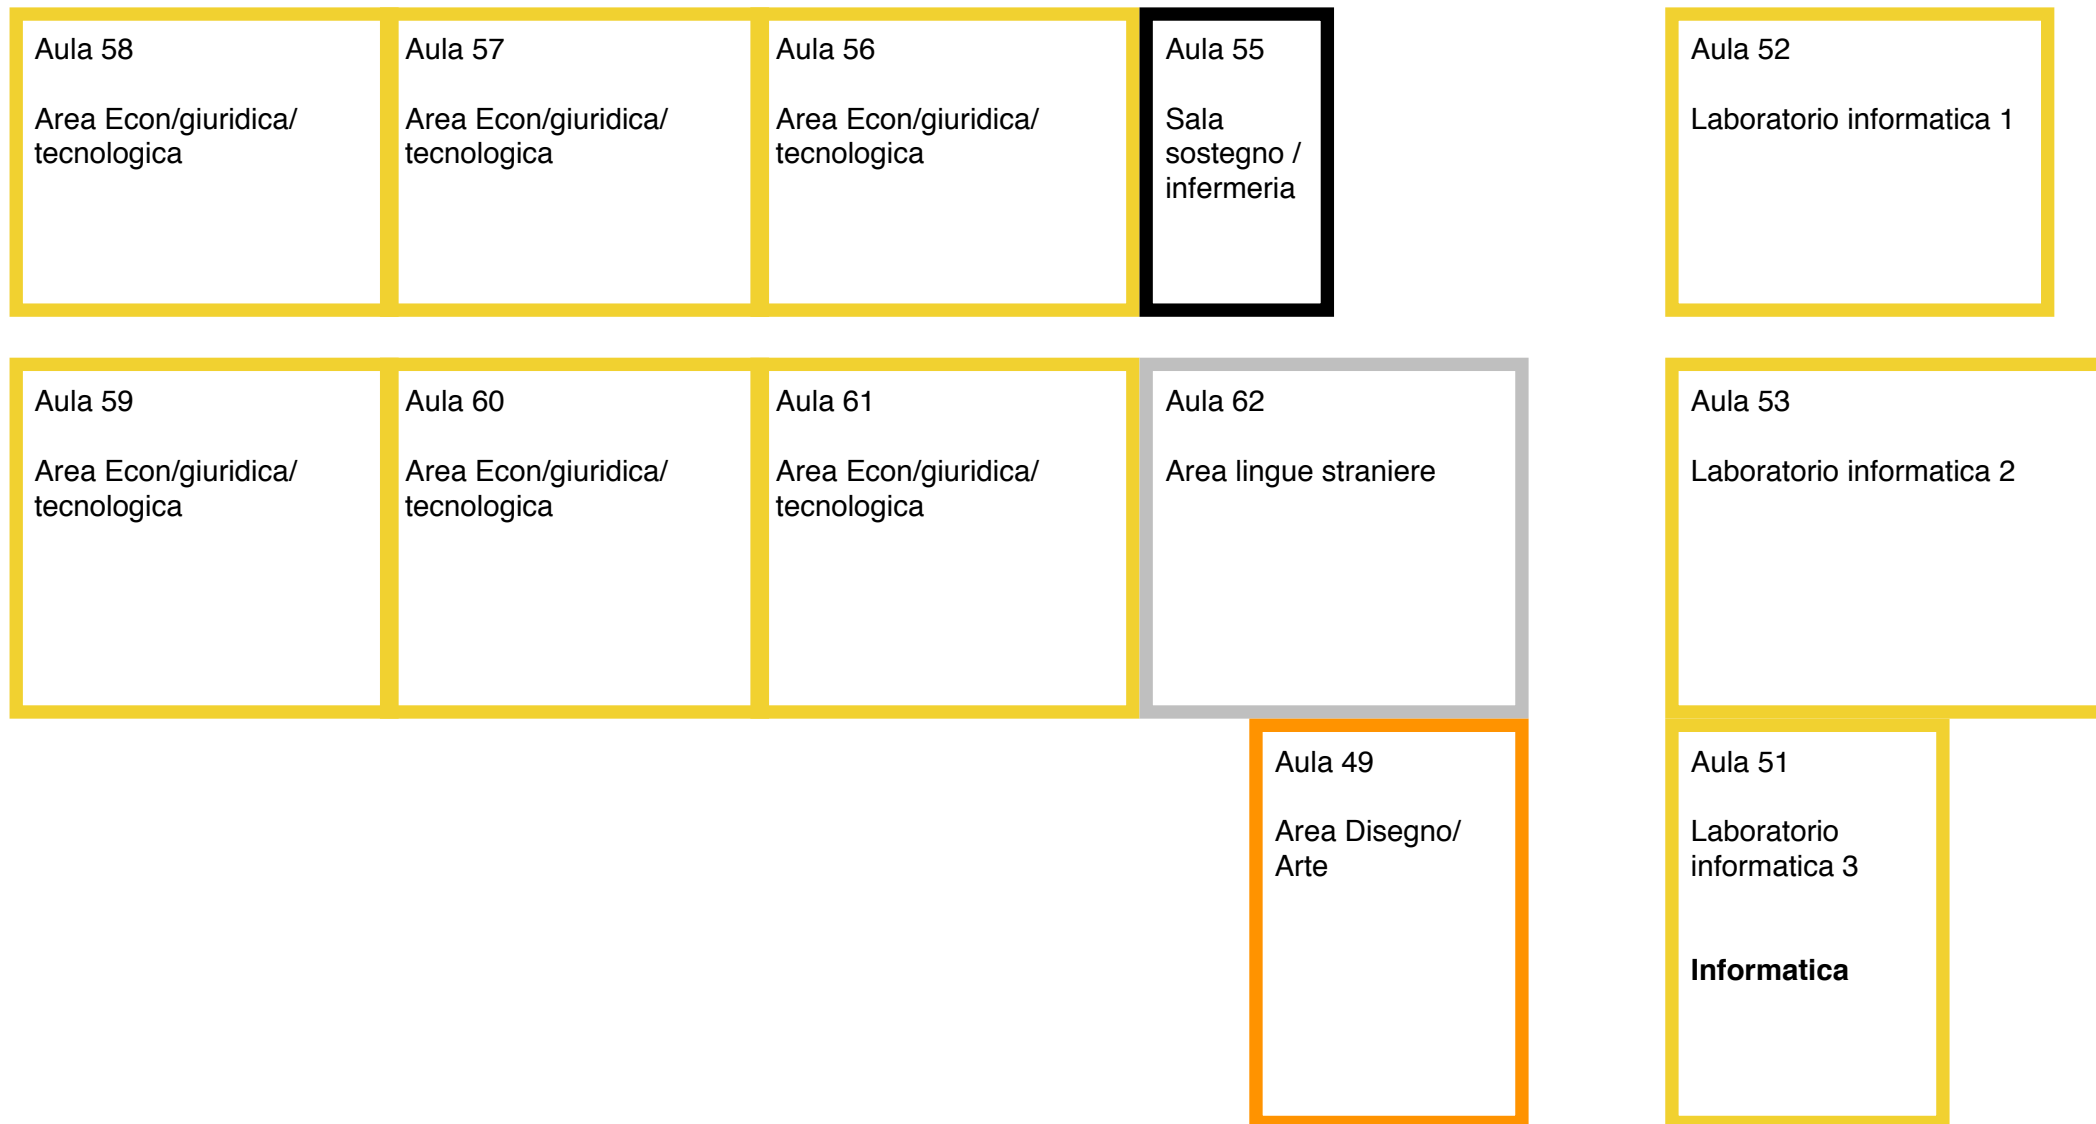 Aula 58
Area Econ/giuridica/
tecnologica
Aula 57
Area Econ/giuridica/
tecnologica
Aula 56
Area Econ/giuridica/
tecnologica
Aula 55
Sala
sostegno /
infermeria
Aula 52
Laboratorio informatica 1
Aula 59
Area Econ/giuridica/
tecnologica
Aula 60
Area Econ/giuridica/
tecnologica
Aula 61
Area Econ/giuridica/
tecnologica
Aula 62
Area lingue straniere
Aula 53
Laboratorio informatica 2
Aula 49
Area Disegno/
Arte
Aula 51
Laboratorio
informatica 3
Informatica